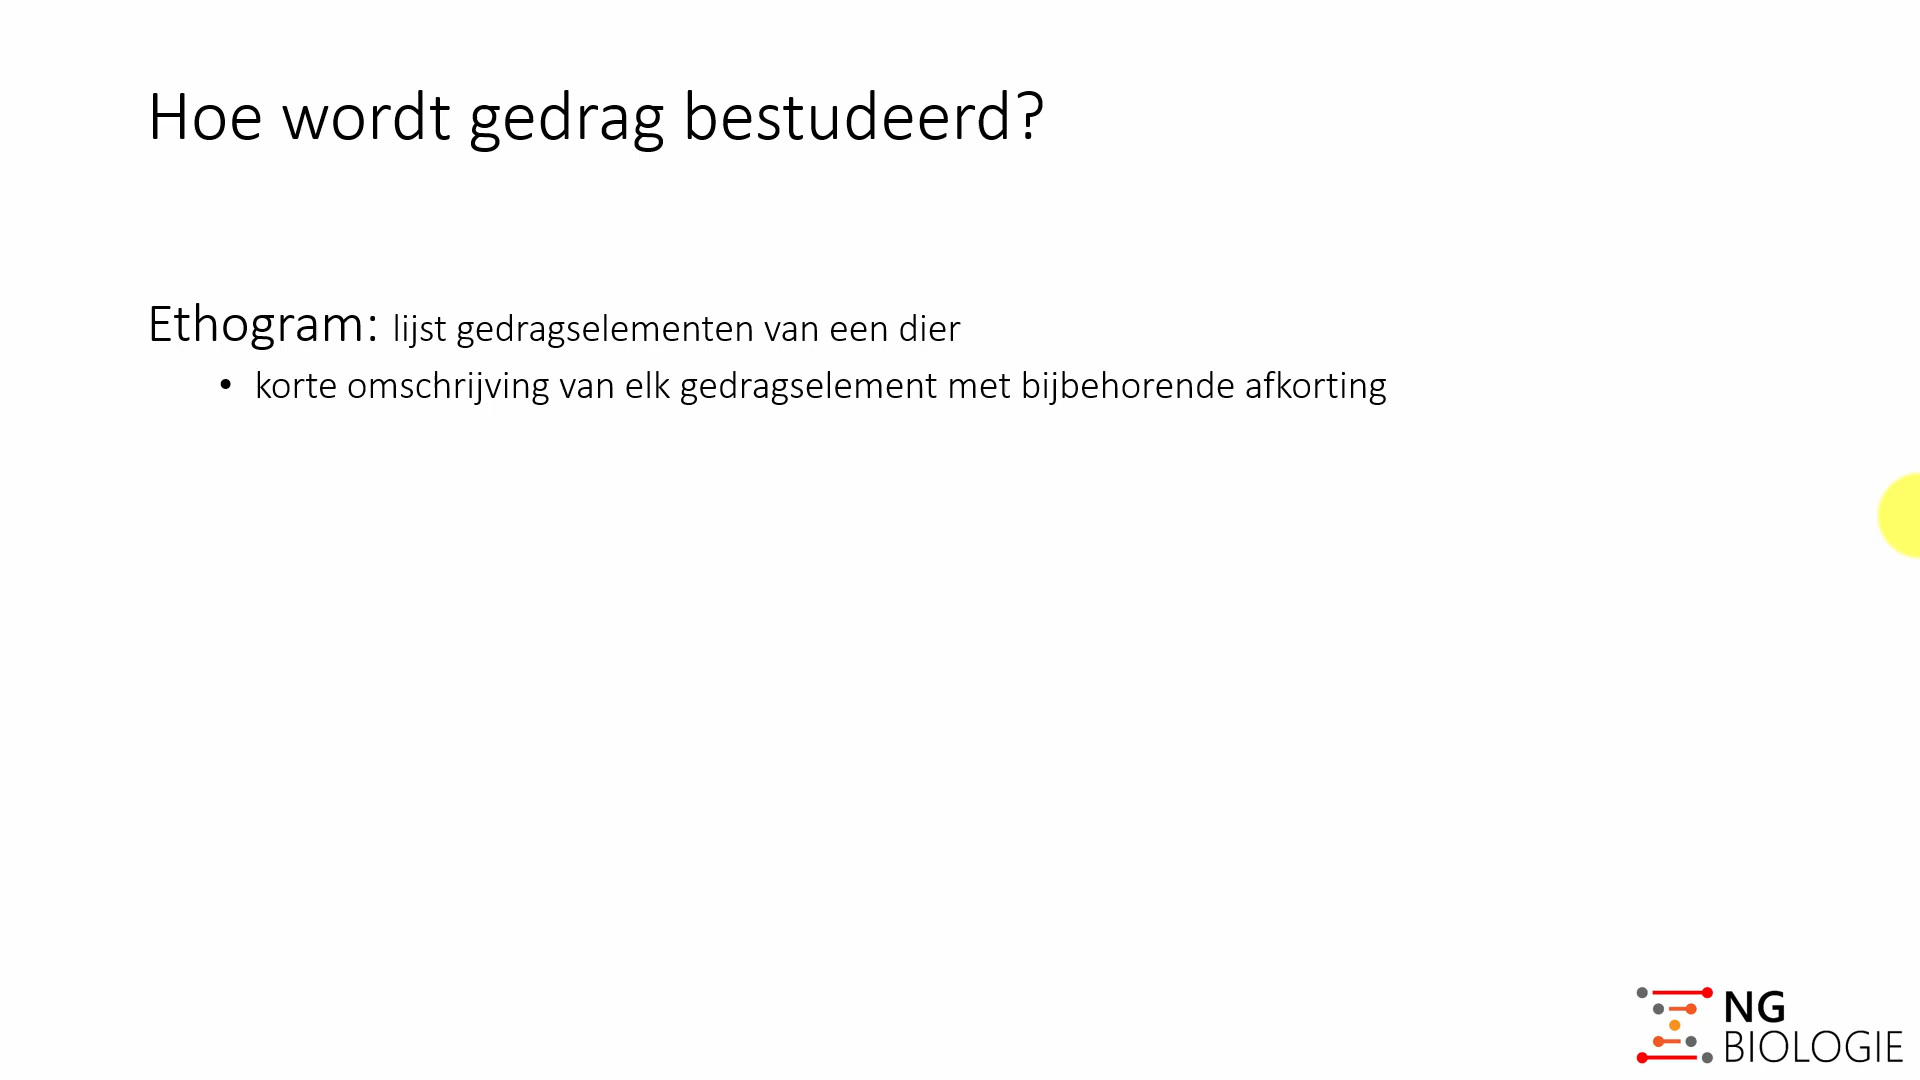 Hoe wordt gedrag bestudeerd?
Ethogram: lijst gedragselementen van een dier
• korte omschrijving van elk gedragselement met bijbehorende afkorting
NG
BIOLOGIE